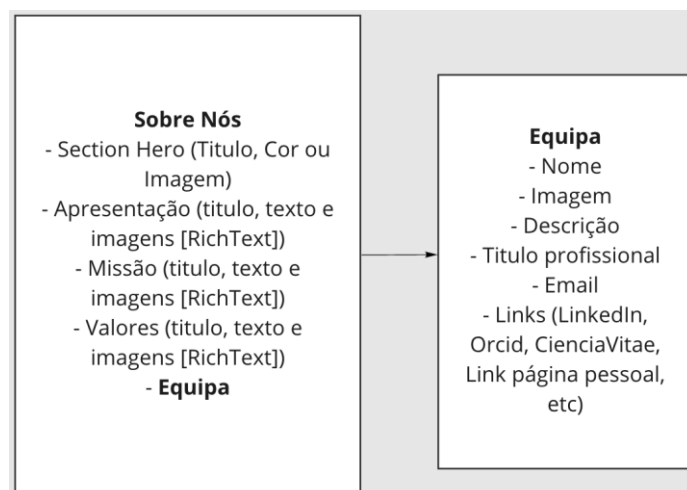 Sobre Nós
- Section Hero (Titulo, Cor ou
Imagem)
- Apresentação (titulo, texto e
imagens [RichText])
- Missão (titulo, texto e
imagens [RichText])
- Valores (titulo, texto e
imagens [RichText])
- Equipa
Equipa
- Nome
- Imagem
- Descrição
- Titulo profissional
- Email
- Links (LinkedIn,
Orcid, CienciaVitae,
Link página pessoal,
etc)